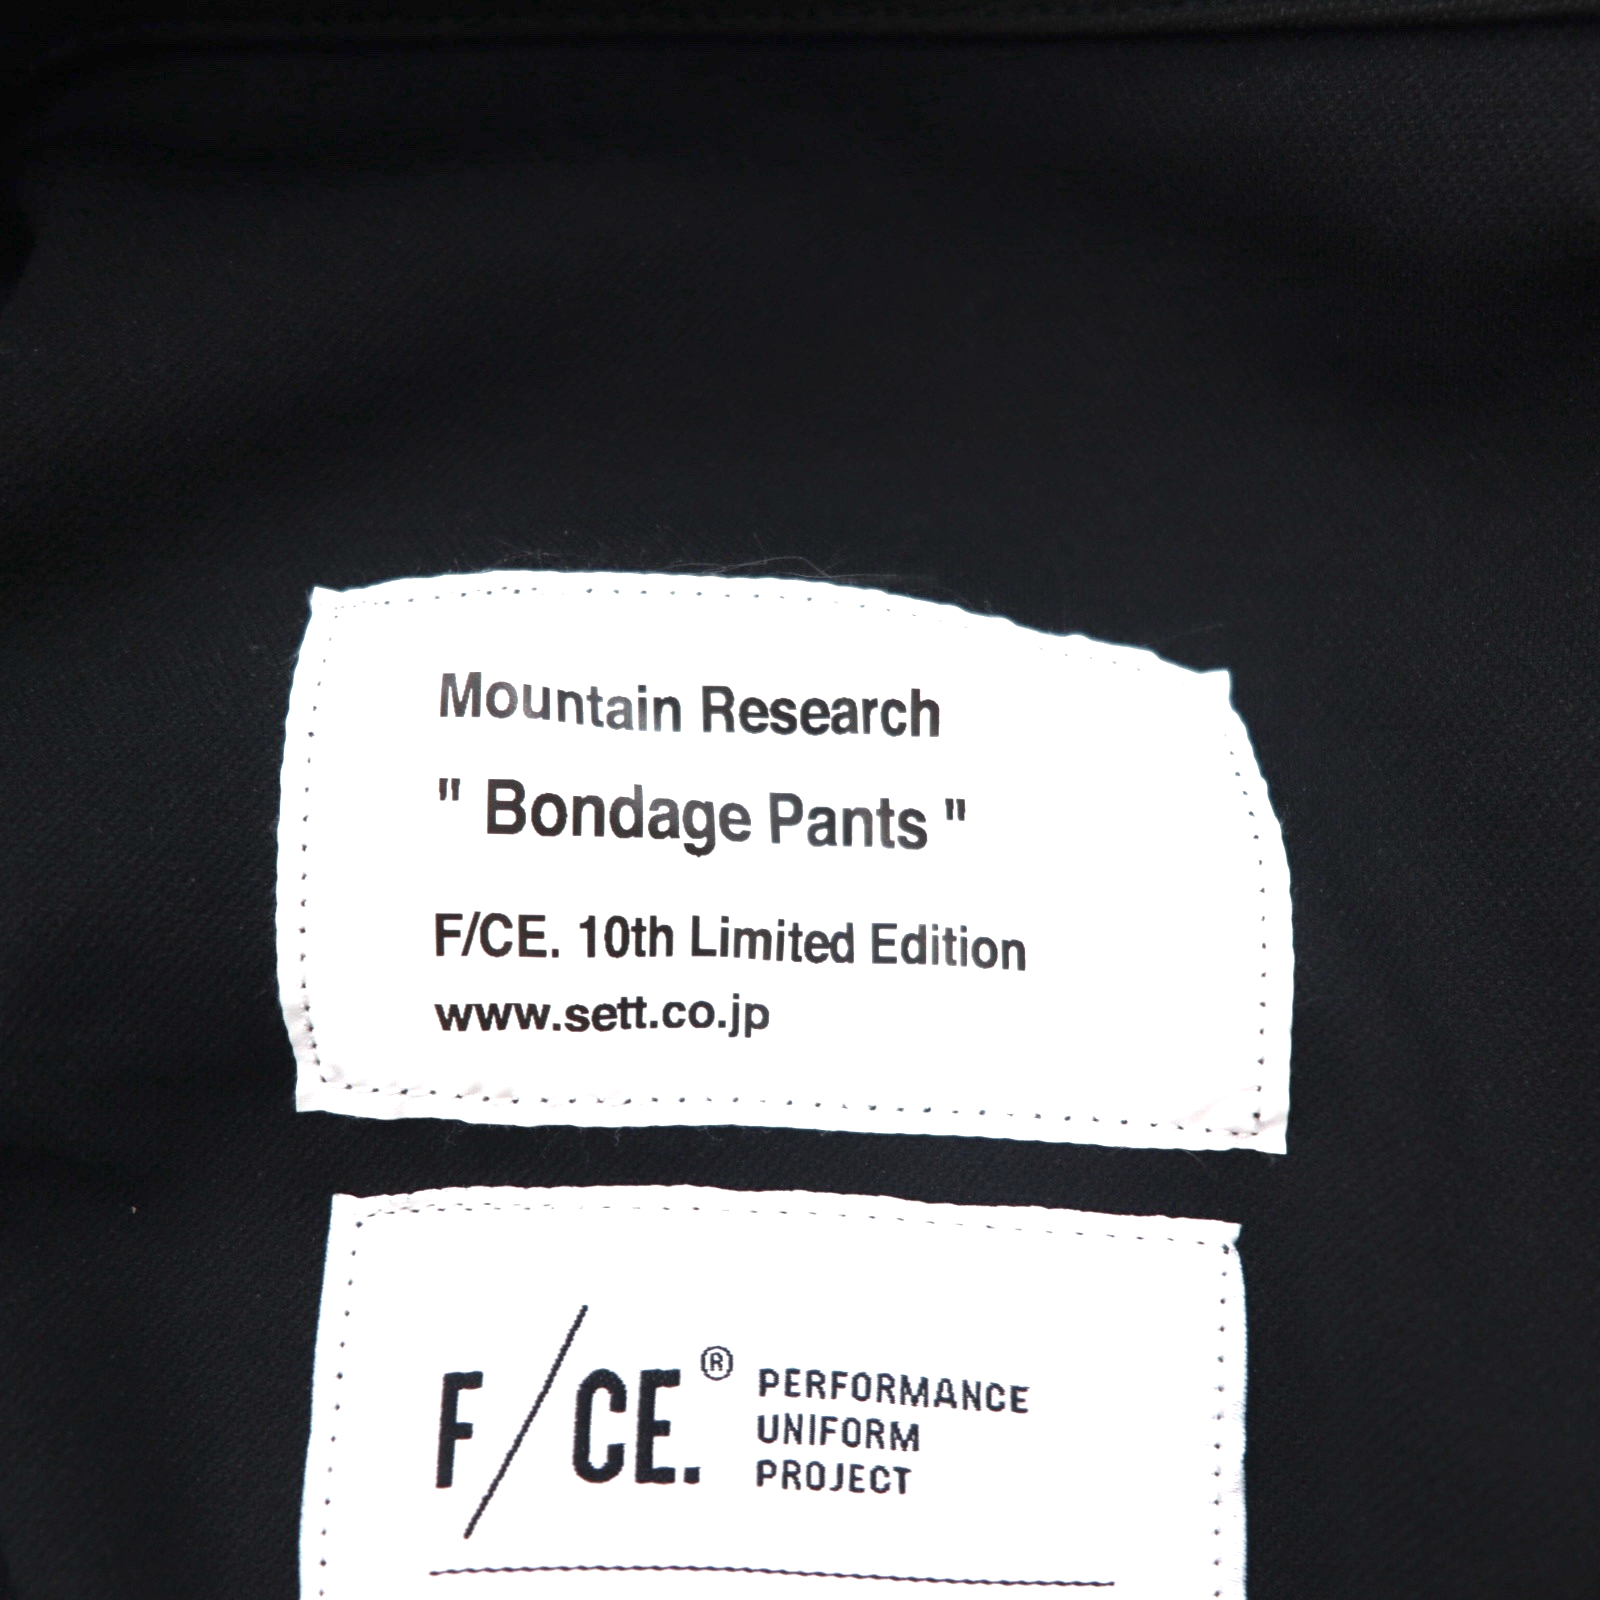 Mountain Research
" Bondage Pants "
F/CE. 10th Limited Edition
www.sett.co.jp
F/CE.® PERFORMANCE
UNIFORM
PROJECT